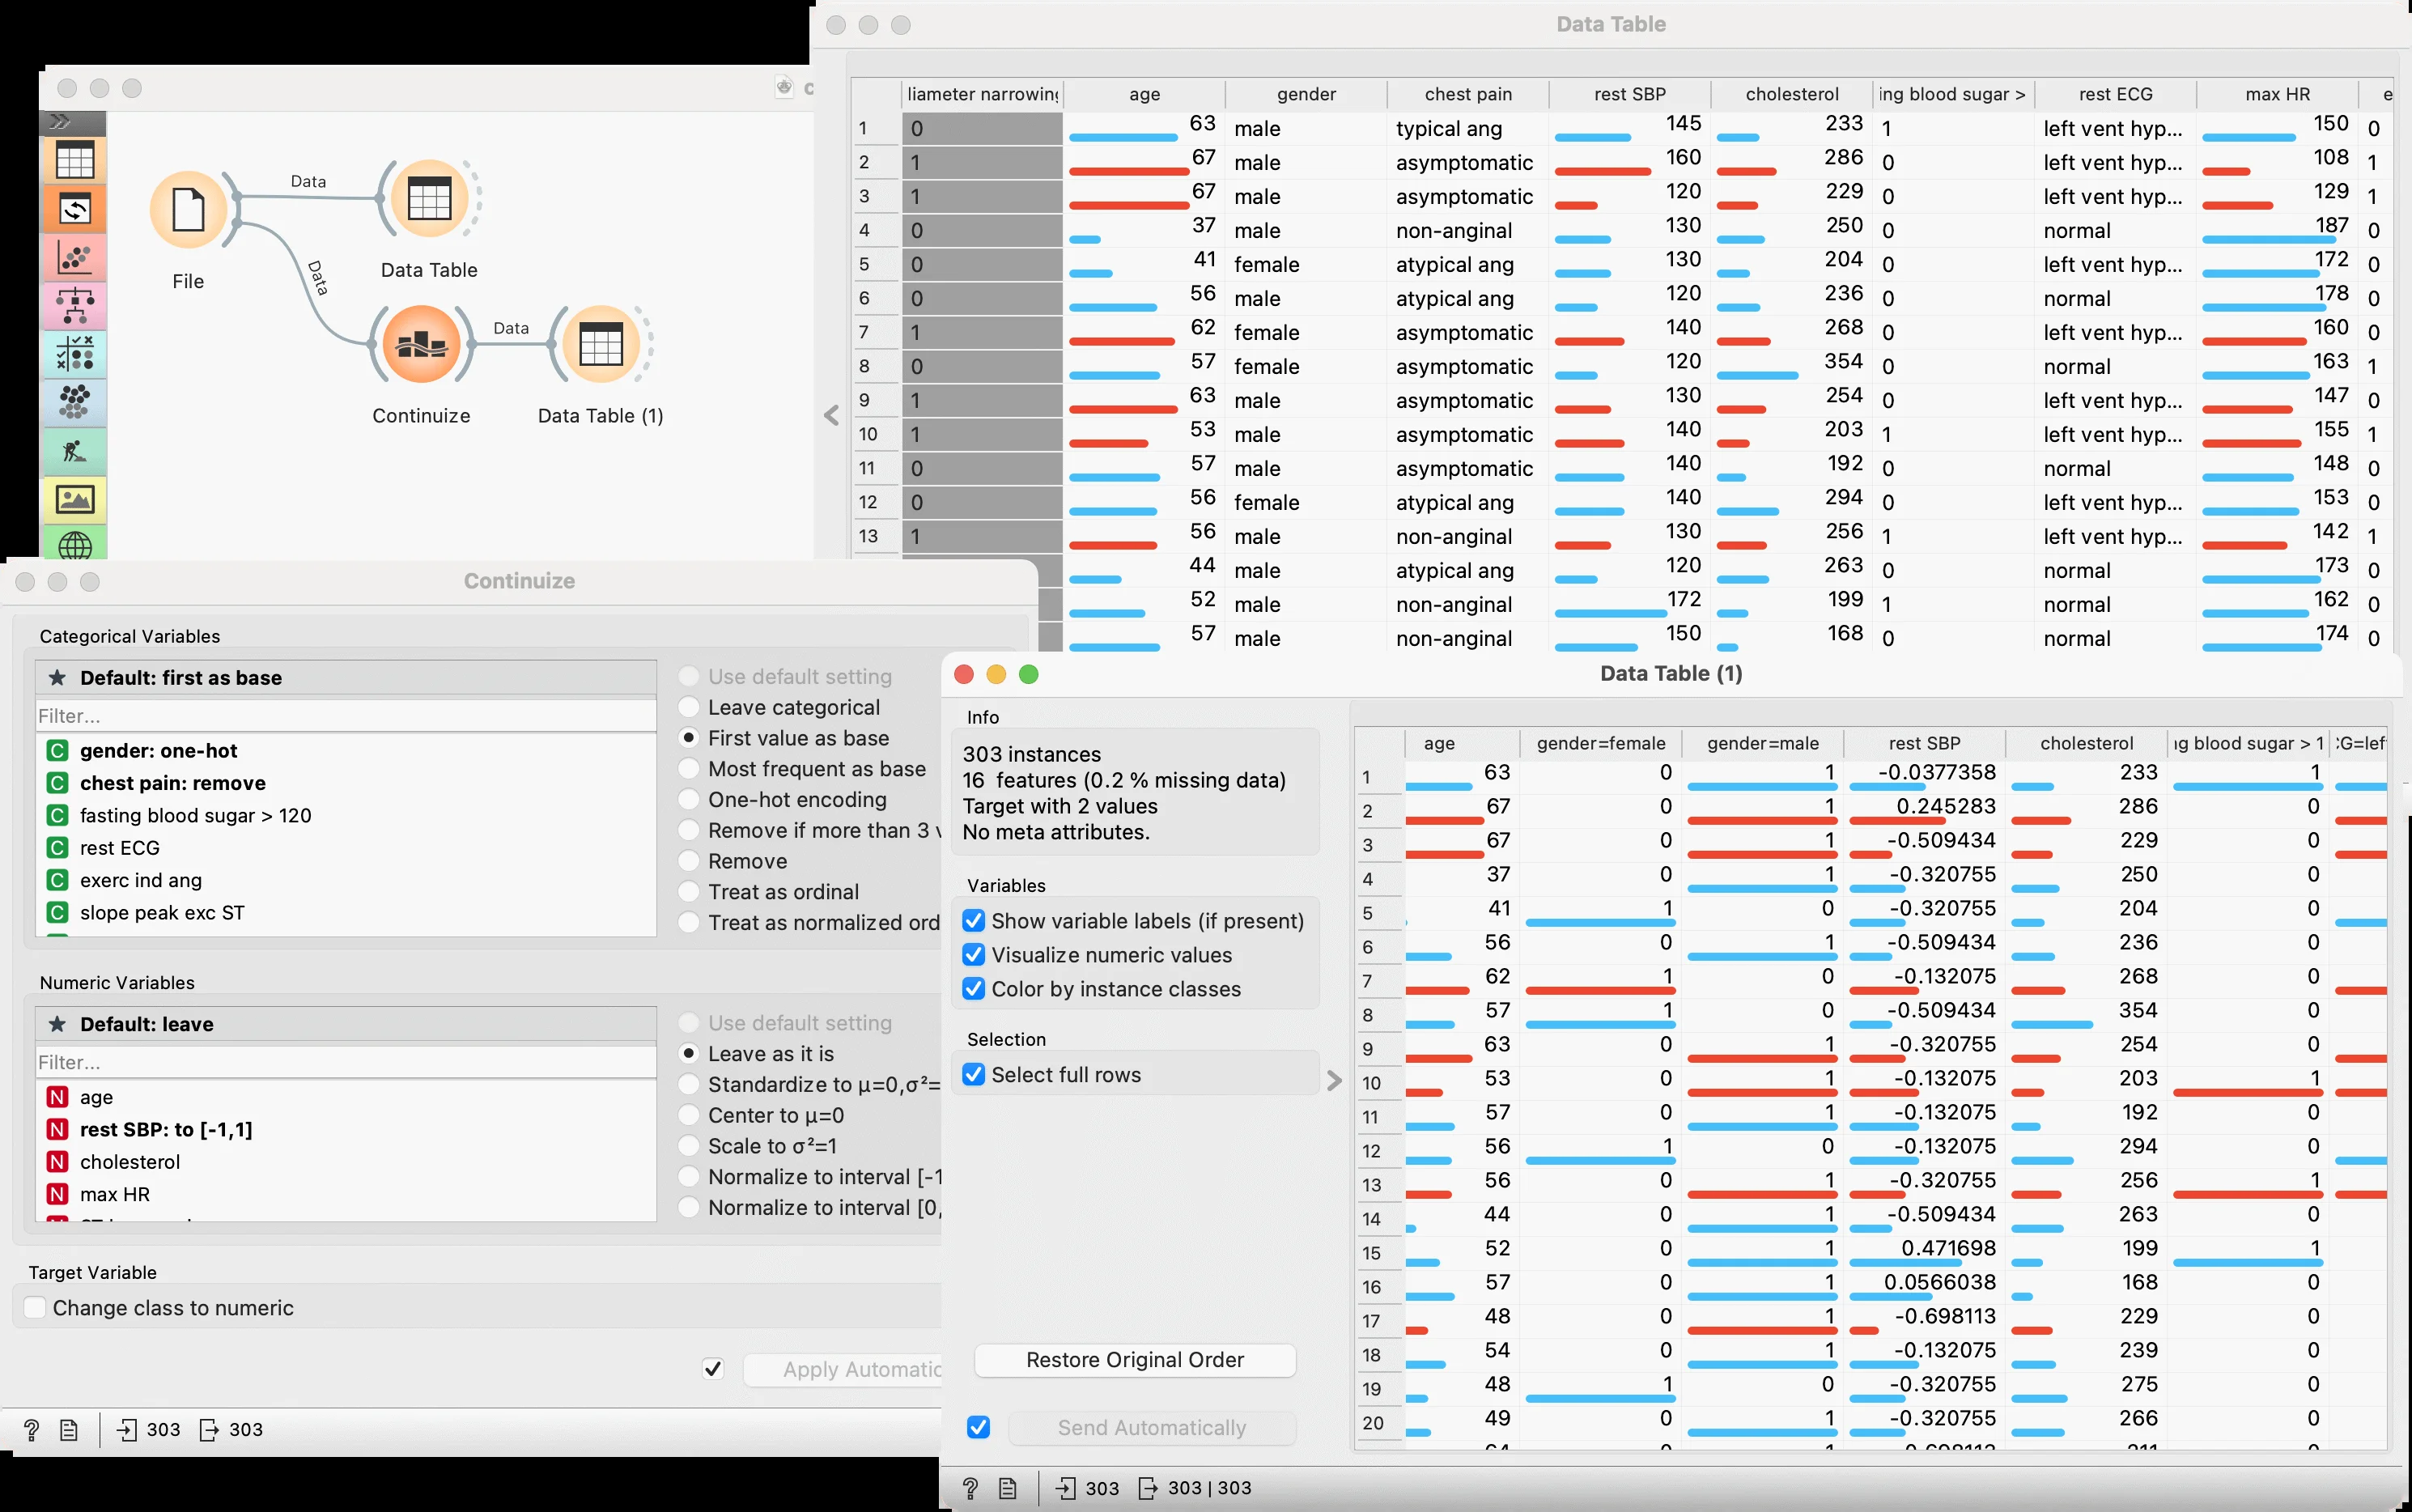 Data Table
liameter narrowing age gender chest pain rest SBP cholesterol ing blood sugar > rest ECG max HR e
1 0 63 male typical ang 145 233 1 left vent hyp... 150 0
2 1 67 male asymptomatic 160 286 0 left vent hyp... 108 1
3 1 67 male asymptomatic 120 229 0 left vent hyp... 129 1
4 0 37 male non-anginal 130 250 0 normal 187 0
5 0 41 female atypical ang 130 204 0 left vent hyp... 172 0
6 0 56 male atypical ang 120 236 0 normal 178 0
7 1 62 female asymptomatic 140 268 0 left vent hyp... 160 0
8 0 57 female asymptomatic 120 354 0 normal 163 1
9 1 63 male asymptomatic 130 254 0 left vent hyp... 147 0
10 1 53 male asymptomatic 140 203 1 left vent hyp... 155 1
11 0 57 male asymptomatic 140 192 0 normal 148 0
12 0 56 female atypical ang 140 294 0 left vent hyp... 153 0
13 1 56 male non-anginal 130 256 1 left vent hyp... 142 1
44 male atypical ang 120 263 0 normal 173 0
52 male non-anginal 172 199 1 normal 162 0
57 male non-anginal 150 168 0 normal 174 0
File
Data
Data Table
Data
Continuize
Data
Data Table (1)
Continuize
Categorical Variables
Default: first as base
Filter...
C gender: one-hot
C chest pain: remove
C fasting blood sugar > 120
C rest ECG
C exerc ind ang
C slope peak exc ST
Use default setting
Leave categorical
First value as base
Most frequent as base
One-hot encoding
Remove if more than 3 v
Remove
Treat as ordinal
Treat as normalized ord
Numeric Variables
Default: leave
Filter...
N age
N rest SBP: to [-1,1]
N cholesterol
N max HR
Use default setting
Leave as it is
Standardize to μ=0,σ²=
Center to μ=0
Scale to σ²=1
Normalize to interval [-1
Normalize to interval [0,
Target Variable
Change class to numeric
Apply Automatic
? 303 303
Data Table (1)
Info
303 instances
16 features (0.2 % missing data)
Target with 2 values
No meta attributes.
Variables
Show variable labels (if present)
Visualize numeric values
Color by instance classes
Selection
Select full rows
Restore Original Order
Send Automatically
? 303 303 | 303
age gender=female gender=male rest SBP cholesterol ig blood sugar > 1 :G=lef
1 63 0 1 -0.0377358 233 1
2 67 0 1 0.245283 286 0
3 67 0 1 -0.509434 229 0
4 37 0 1 -0.320755 250 0
5 41 1 0 -0.320755 204 0
6 56 0 1 -0.509434 236 0
7 62 1 0 -0.132075 268 0
8 57 1 0 -0.509434 354 0
9 63 0 1 -0.320755 254 0
10 53 0 1 -0.132075 203 1
11 57 0 1 -0.132075 192 0
12 56 1 0 -0.132075 294 0
13 56 0 1 -0.320755 256 1
14 44 0 1 -0.509434 263 0
15 52 0 1 0.471698 199 1
16 57 0 1 0.0566038 168 0
17 48 0 1 -0.698113 229 0
18 54 0 1 -0.132075 239 0
19 48 1 0 -0.320755 275 0
20 49 0 1 -0.320755 266 0